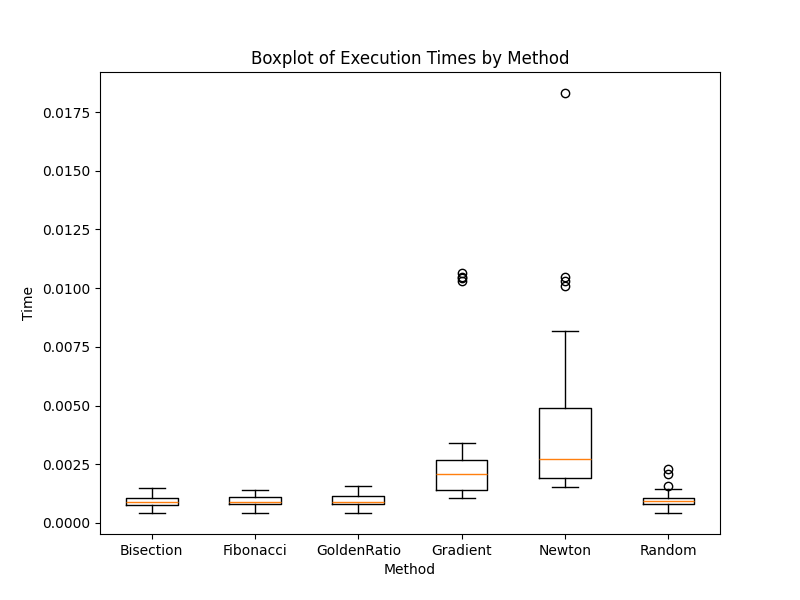 Boxplot of Execution Times by Method
0.0175
0.0150
0.0125
0.0100
0.0075
0.0050
0.0025
0.0000
Time
Bisection Fibonacci GoldenRatio Gradient Newton Random
Method